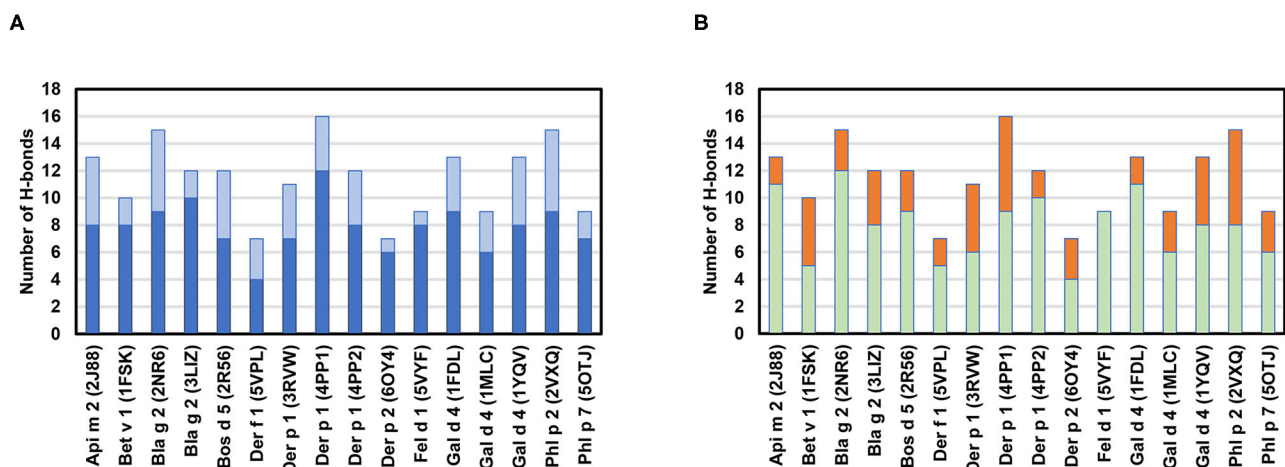 A
Number of H-bonds
18
16
14
12
10
8
6
4
2
0
Api m 2 (2J88)
Bet v 1 (1FSK)
Bla g 2 (2NR6)
Bla g 2 (3LIZ)
Bos d 5 (2R56)
Der f 1 (5VPL)
Der p 1 (3RVW)
Der p 1 (4PP1)
Der p 1 (4PP2)
Der p 2 (6OY4)
Fel d 1 (5VYF)
Gal d 4 (1FDL)
Gal d 4 (1MLC)
Gal d 4 (1YQV)
Phl p 2 (2VXQ)
Phl p 7 (5OTJ)
B
Number of H-bonds
18
16
14
12
10
8
6
4
2
0
Api m 2 (2J88)
Bet v 1 (1FSK)
Bla g 2 (2NR6)
Bla g 2 (3LIZ)
Bos d 5 (2R56)
Der f 1 (5VPL)
Der p 1 (3RVW)
Der p 1 (4PP1)
Der p 1 (4PP2)
Der p 2 (6OY4)
Fel d 1 (5VYF)
Gal d 4 (1FDL)
Gal d 4 (1MLC)
Gal d 4 (1YQV)
Phl p 2 (2VXQ)
Phl p 7 (5OTJ)